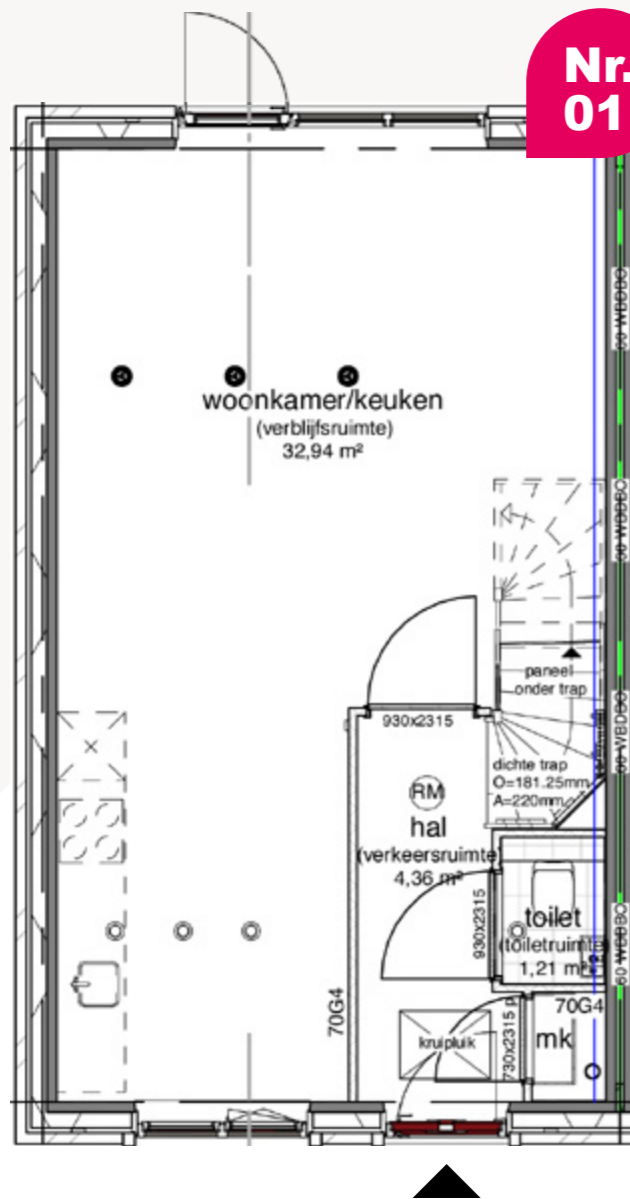 Nr.
01
60 WBDBO
woonkamer/keuken
(verblijfsruimte)
32,94 m²
60 WBDBO
paneel
onder trap
930x2315
60 WBDBO
dichte trap
O=181.25mm
A=220mm
RM
hal
(verkeersruimte
4,36 m²
930x2315
toilet
(toiletruimte)
1,21 m²
60 WBDBO
70G4
70G4
kruipluik
730x2315 p
mk